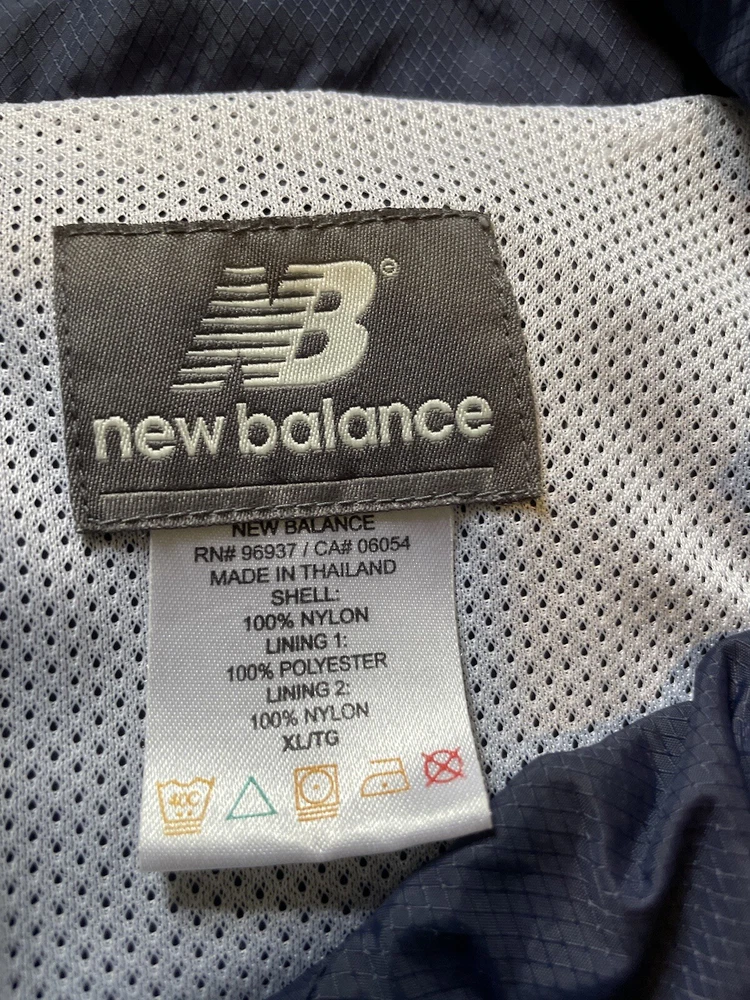 NB®
new balance
NEW BALANCE
RN# 96937 / CA# 06054
MADE IN THAILAND
SHELL:
100% NYLON
LINING 1:
100% POLYESTER
LINING 2:
100% NYLON
XL/TG
40C